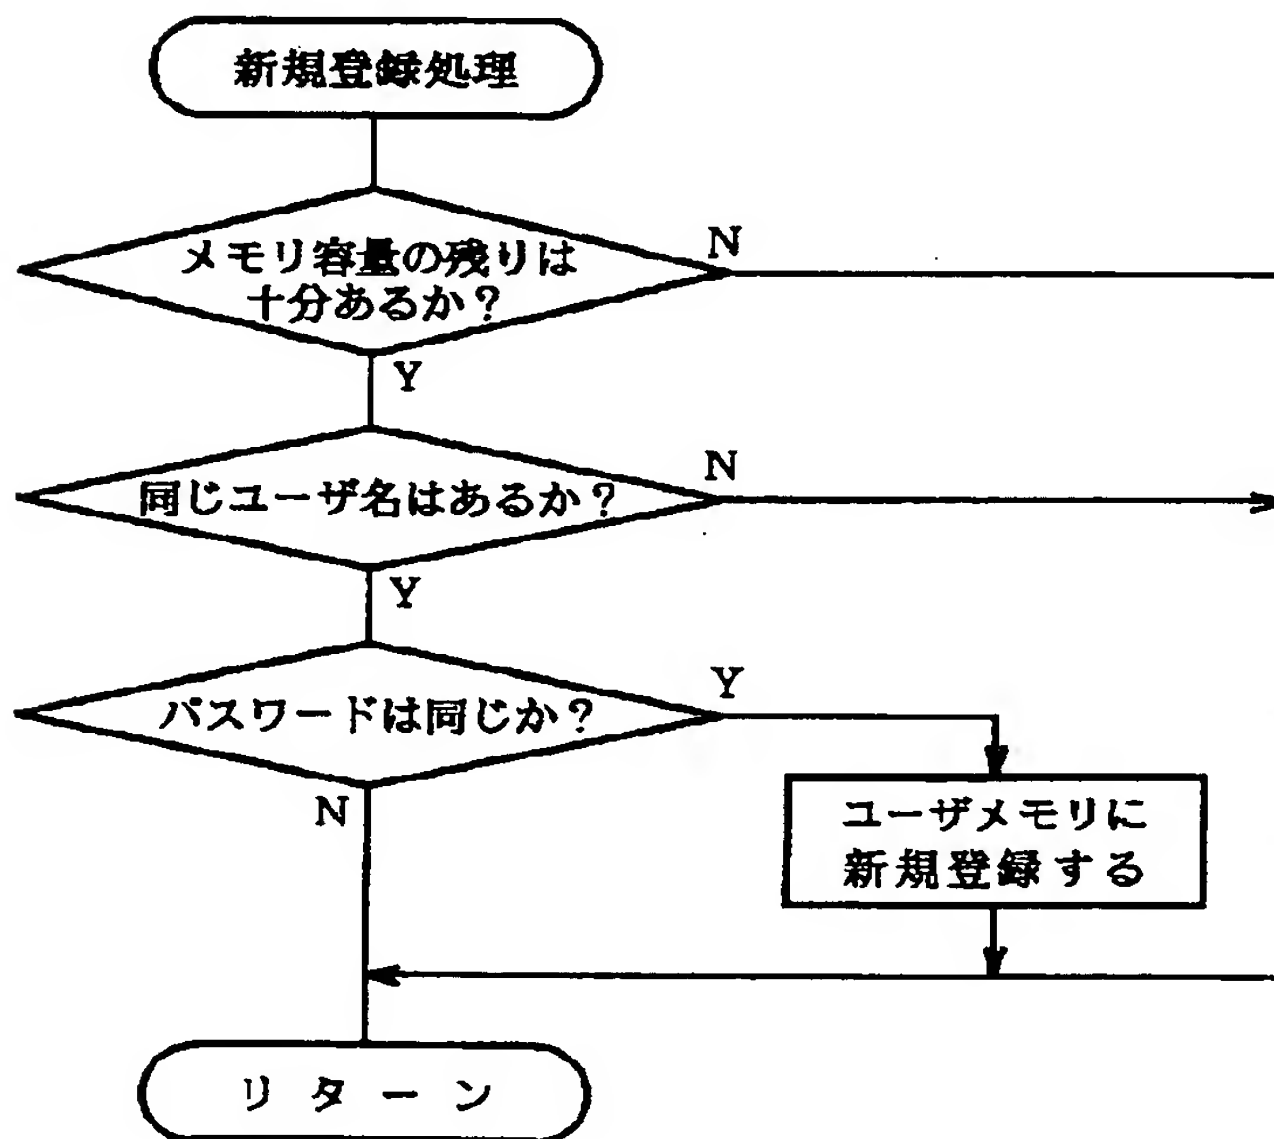 新規登録処理
メモリ容量の残りは
十分あるか？
N
Y
同じユーザ名はあるか？
N
Y
パスワードは同じか？
Y
N
ユーザメモリに
新規登録する
リターン